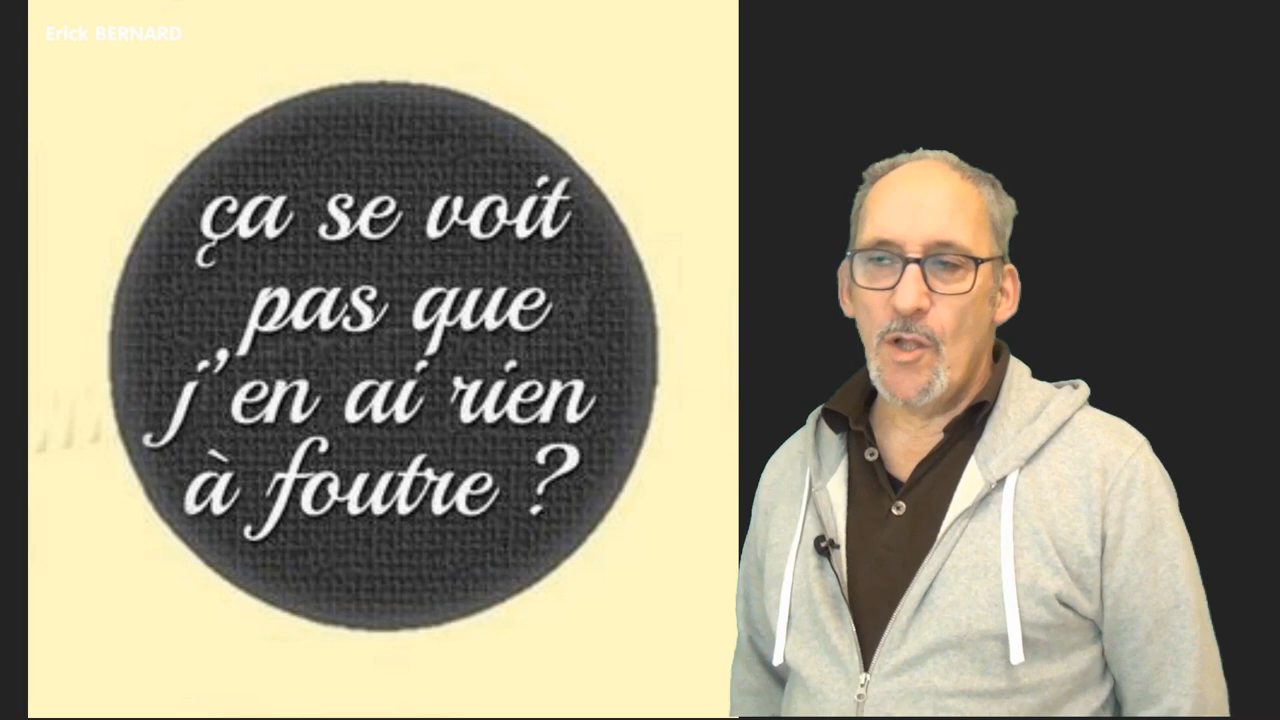 Erick BERNARD
ça se voit
pas que
j'en ai rien
à foutre ?